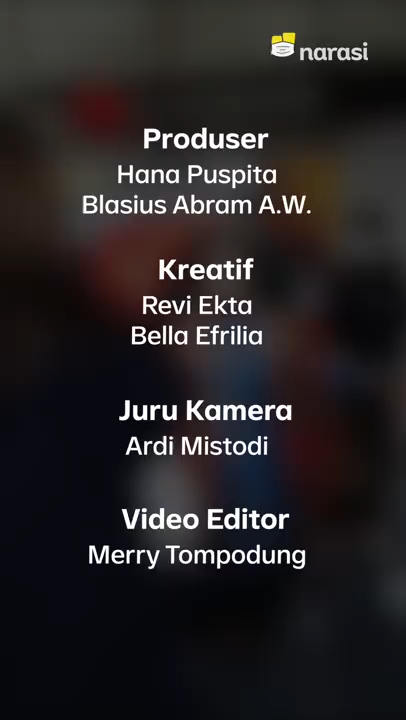 narasi
Produser
Hana Puspita
Blasius Abram A.W.
Kreatif
Revi Ekta
Bella Efrilia
Juru Kamera
Ardi Mistodi
Video Editor
Merry Tompodung